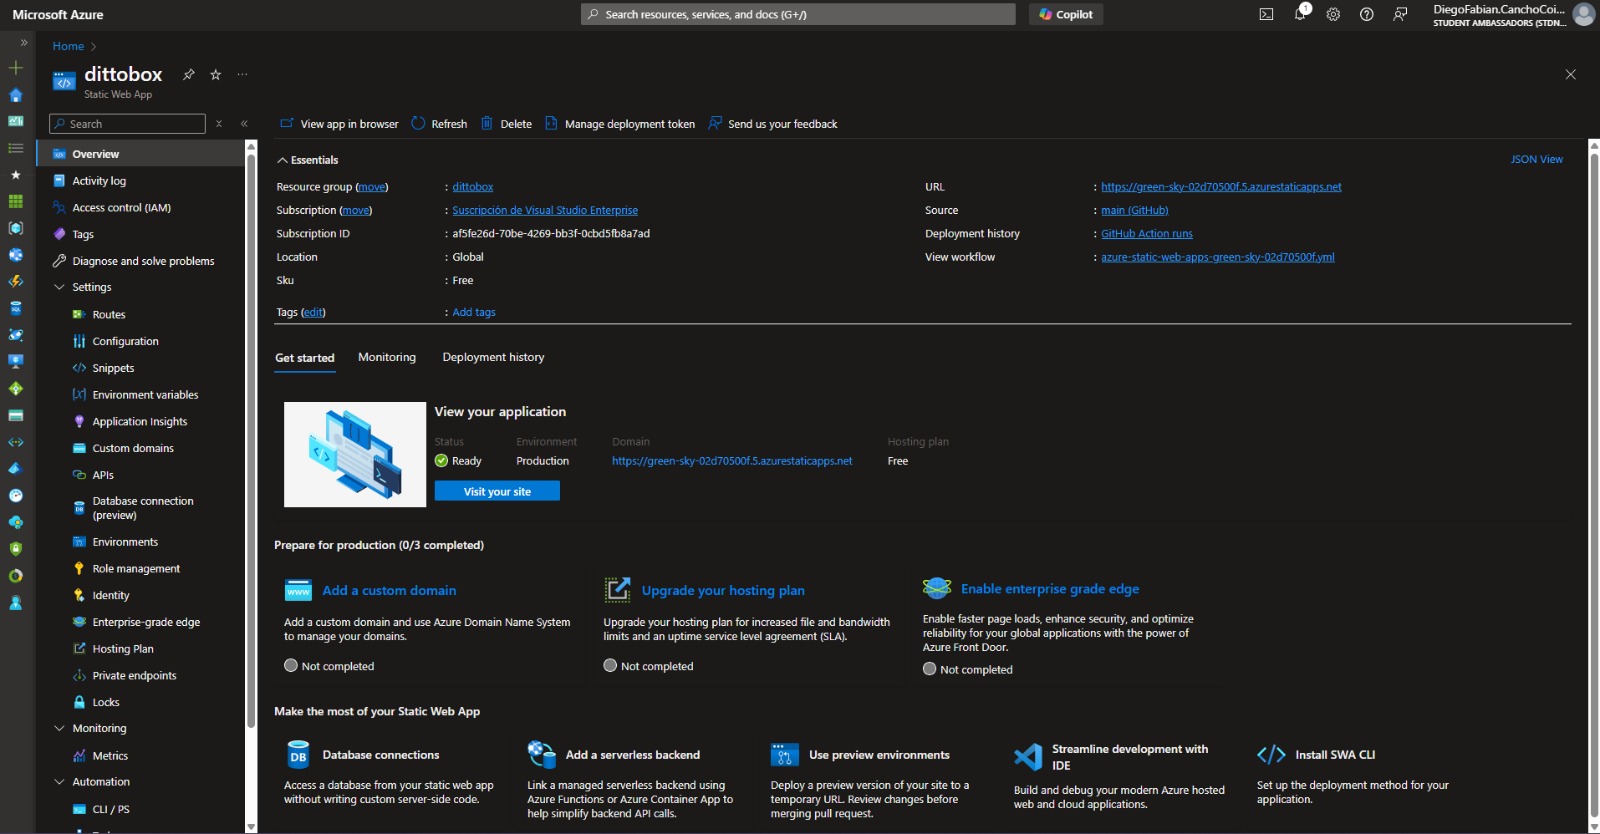 Microsoft Azure
Search resources, services, and docs (G+/)
Copilot
1
DiegoFabian.CanchoCoi...
STUDENT AMBASSADORS (STDN...
Home
dittobox
Static Web App
Search
Overview
Activity log
Access control (IAM)
Tags
Diagnose and solve problems
Settings
Routes
Configuration
Snippets
Environment variables
Application Insights
Custom domains
APIs
Database connection
(preview)
Environments
Role management
Identity
Enterprise-grade edge
Hosting Plan
Private endpoints
Locks
Monitoring
Metrics
Automation
CLI / PS
View app in browser
Refresh
Delete
Manage deployment token
Send us your feedback
Essentials
JSON View
Resource group (move) : dittobox
Subscription (move) : Suscripción de Visual Studio Enterprise
Subscription ID : af5fe26d-70be-4269-bb3f-0cbd5fb8a7ad
Location : Global
Sku : Free
Tags (edit) : Add tags
URL : https://green-sky-02d70500f.5.azurestaticapps.net
Source : main (GitHub)
Deployment history : GitHub Action runs
View workflow : azure-static-web-apps-green-sky-02d70500f.yml
Get started
Monitoring
Deployment history
View your application
Status Environment Domain Hosting plan
Ready Production https://green-sky-02d70500f.5.azurestaticapps.net Free
Visit your site
Prepare for production (0/3 completed)
WWW
Add a custom domain
Add a custom domain and use Azure Domain Name System
to manage your domains.
Not completed
Upgrade your hosting plan
Upgrade your hosting plan for increased file and bandwidth
limits and an uptime service level agreement (SLA).
Not completed
Enable enterprise grade edge
Enable faster page loads, enhance security, and optimize
reliability for your global applications with the power of
Azure Front Door.
Not completed
Make the most of your Static Web App
DB
Database connections
Access a database from your static web app
without writing custom server-side code.
Add a serverless backend
Link a managed serverless backend using
Azure Functions or Azure Container App to
help simplify backend API calls.
Use preview environments
Deploy a preview version of your site to a
temporary URL. Review changes before
merging pull request.
Streamline development with
IDE
Build and debug your modern Azure hosted
web and cloud applications.
Install SWA CLI
Set up the deployment method for your
application.